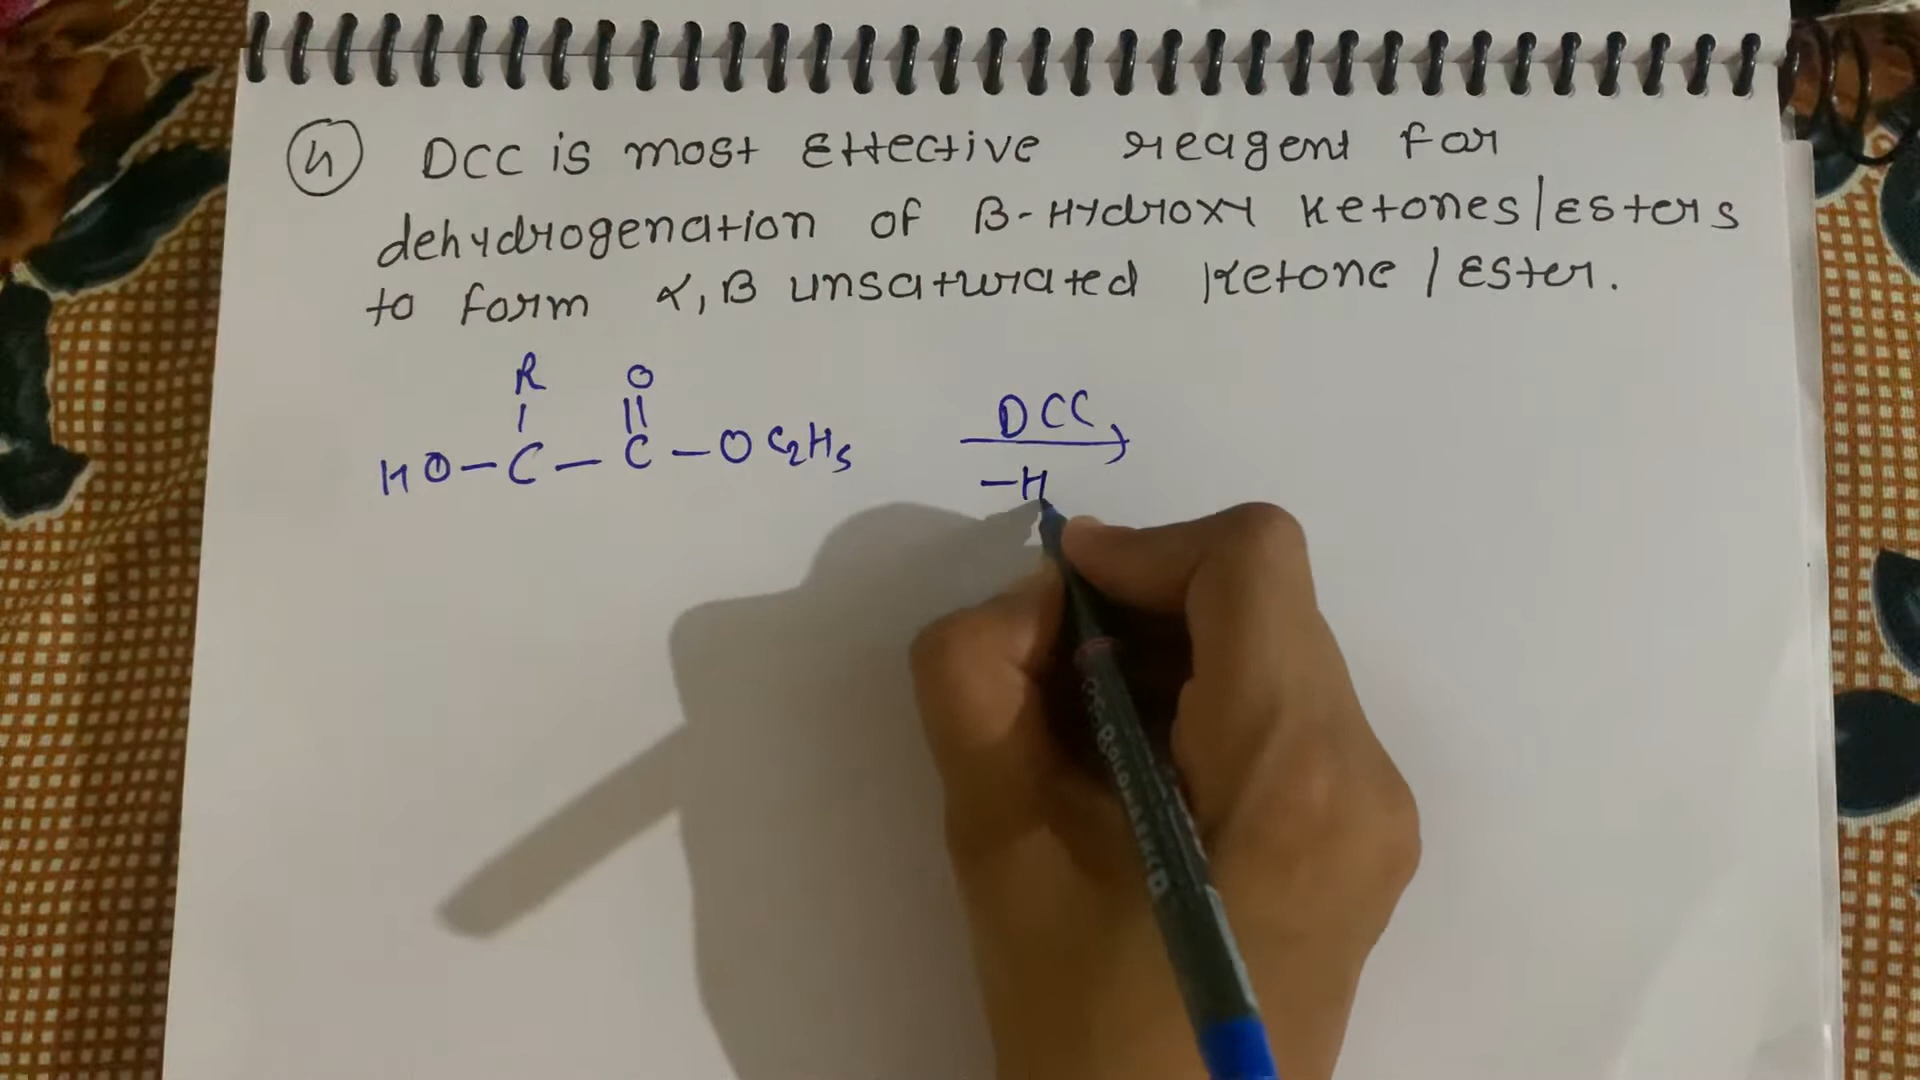 4 DCC is most Effective reagent for
dehydrogenation of β-Hydroxy Ketones/Esters
to form α,β unsaturated Ketone / Ester.
R O
HO-C-C-OC2H5
DCC
-H